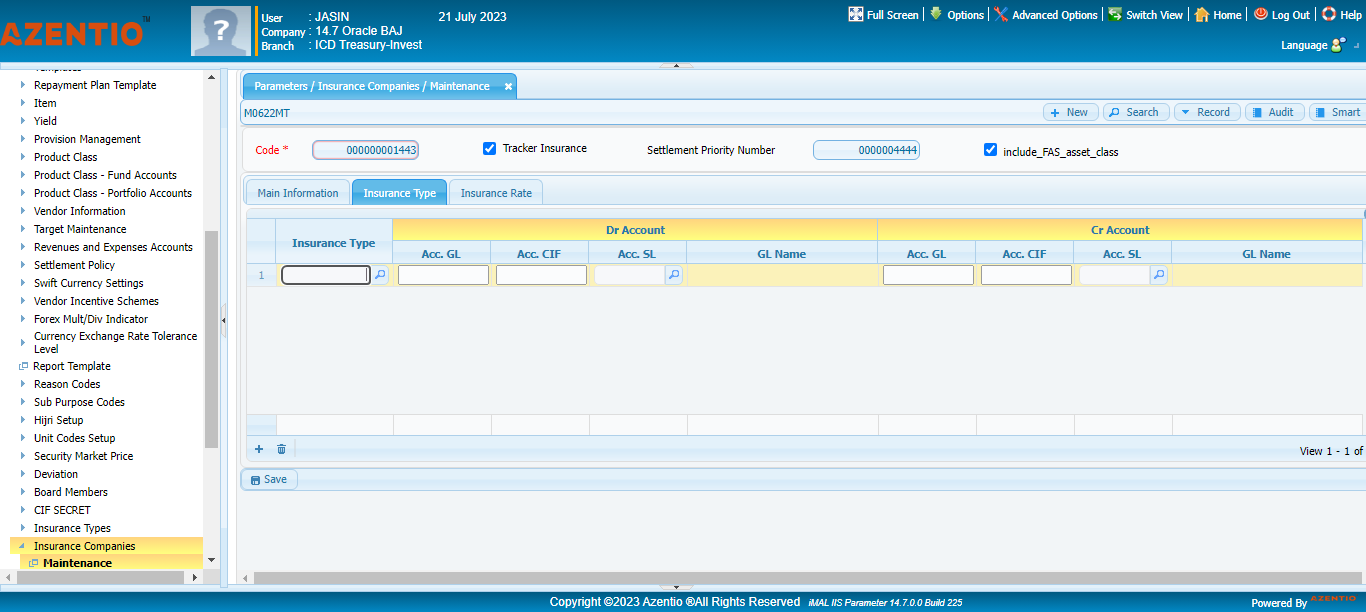 AZENTIO™
?
User : JASIN 21 July 2023
Company : 14.7 Oracle BAJ
Branch : ICD Treasury-Invest
Full Screen Options Advanced Options Switch View Home Log Out Help
Language
Repayment Plan Template
Item
Yield
Provision Management
Product Class
Product Class - Fund Accounts
Product Class - Portfolio Accounts
Vendor Information
Target Maintenance
Revenues and Expenses Accounts
Settlement Policy
Swift Currency Settings
Vendor Incentive Schemes
Forex Mult/Div Indicator
Currency Exchange Rate Tolerance
Level
Report Template
Reason Codes
Sub Purpose Codes
Hijri Setup
Unit Codes Setup
Security Market Price
Deviation
Board Members
CIF SECRET
Insurance Types
Insurance Companies
Maintenance
Parameters / Insurance Companies / Maintenance
M0622MT
New Search Record Audit Smart
Code * 000000001443 Tracker Insurance Settlement Priority Number 0000004444 include_FAS_asset_class
Main Information Insurance Type Insurance Rate
Insurance Type Dr Account Cr Account
Acc. GL Acc. CIF Acc. SL GL Name Acc. GL Acc. CIF Acc. SL GL Name
1
View 1 - 1 of
Save
Copyright ©2023 Azentio ®All Rights Reserved iMAL IIS Parameter 14.7.0.0 Build 225
Powered By AZENTIO